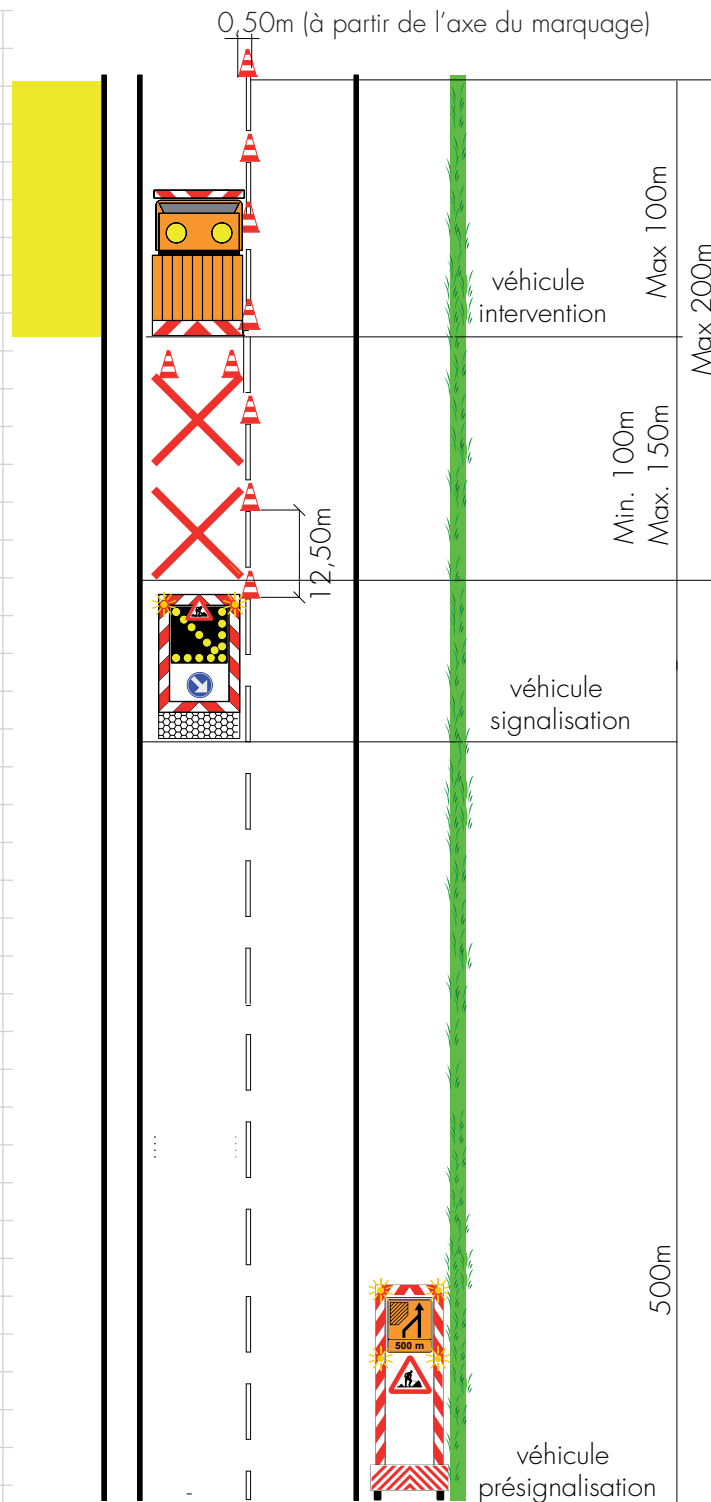 0,50m (à partir de l'axe du marquage)
Max 100m
Max 200m
véhicule
intervention
Min. 100m
Max. 150m
12,50m
véhicule
signalisation
500m
500 m
véhicule
présignalisation